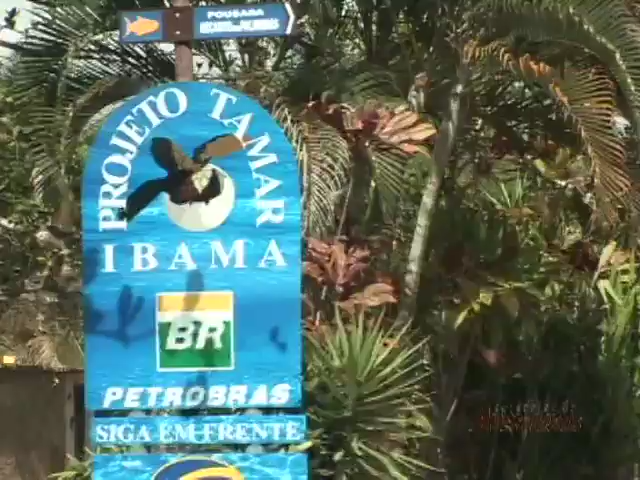 POUSADA
PROJETO TAMAR
IBAMA
BR
PETROBRAS
SIGA EM FRENTE